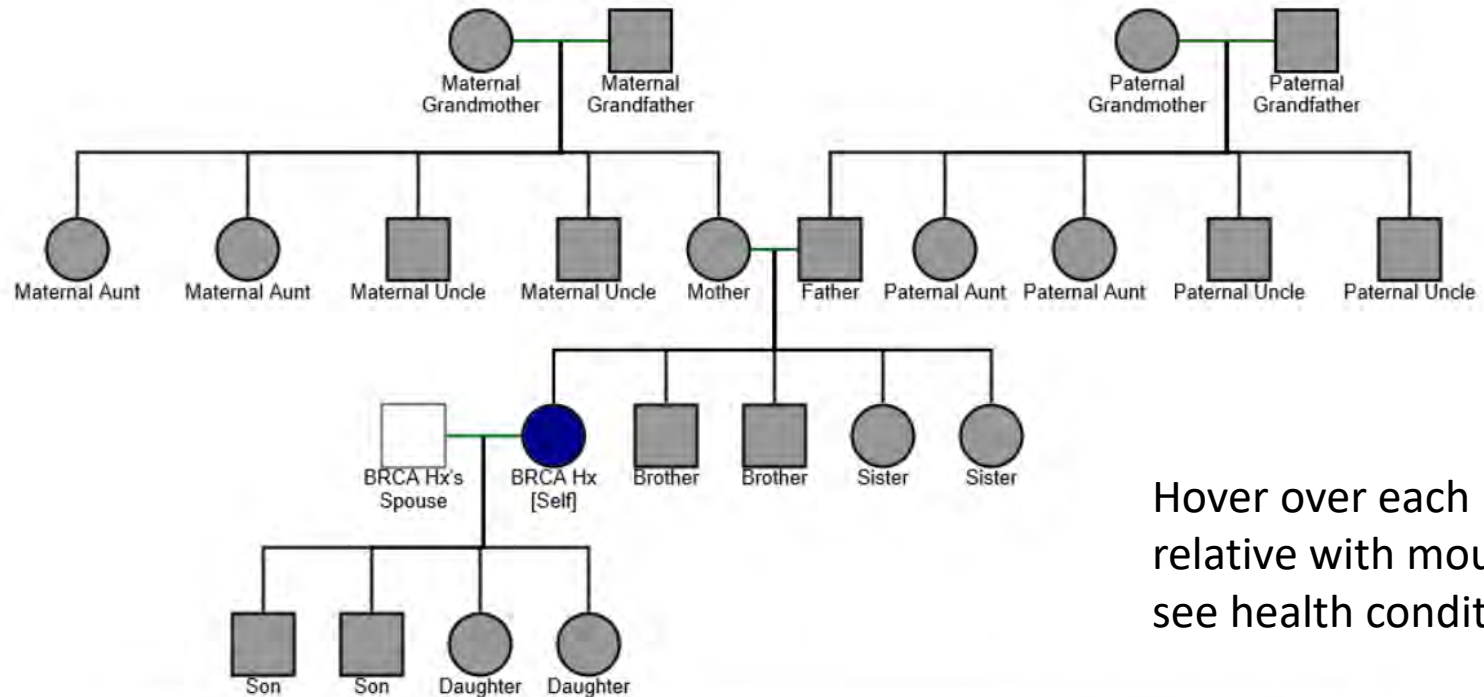 Maternal
Grandmother
Maternal
Grandfather
Paternal
Grandmother
Paternal
Grandfather
Maternal Aunt
Maternal Aunt
Maternal Uncle
Maternal Uncle
Mother
Father
Paternal Aunt
Paternal Aunt
Paternal Uncle
Paternal Uncle
BRCA Hx's
Spouse
BRCA Hx
[Self]
Brother
Brother
Sister
Sister
Hover over each
relative with mou
see health condit
Son
Son
Daughter
Daughter